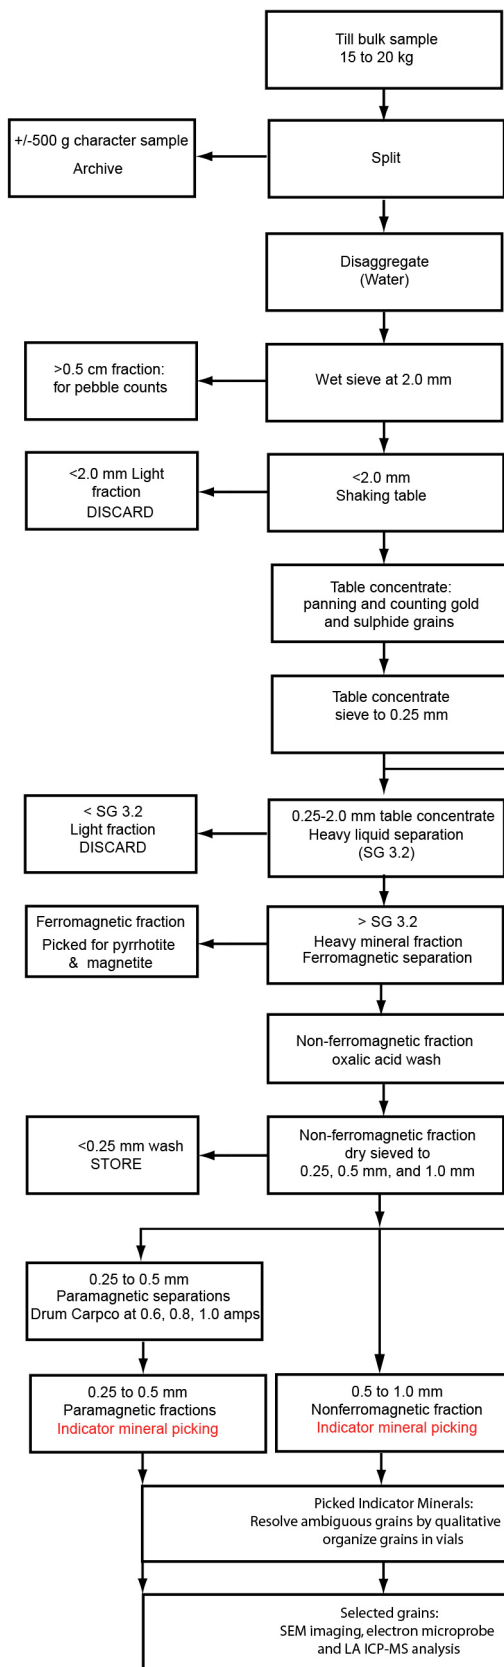 Till bulk sample
15 to 20 kg
+/-500 g character sample
Archive
Split
Disaggregate
(Water)
>0.5 cm fraction:
for pebble counts
Wet sieve at 2.0 mm
<2.0 mm Light
fraction
DISCARD
<2.0 mm
Shaking table
Table concentrate:
panning and counting gold
and sulphide grains
Table concentrate
sieve to 0.25 mm
< SG 3.2
Light fraction
DISCARD
0.25-2.0 mm table concentrate
Heavy liquid separation
(SG 3.2)
Ferromagnetic fraction
Picked for pyrrhotite
& magnetite
> SG 3.2
Heavy mineral fraction
Ferromagnetic separation
Non-ferromagnetic fraction
oxalic acid wash
<0.25 mm wash
STORE
Non-ferromagnetic fraction
dry sieved to
0.25, 0.5 mm, and 1.0 mm
0.25 to 0.5 mm
Paramagnetic separations
Drum Carpco at 0.6, 0.8, 1.0 amps
0.25 to 0.5 mm
Paramagnetic fractions
Indicator mineral picking
0.5 to 1.0 mm
Nonferromagnetic fraction
Indicator mineral picking
Picked Indicator Minerals:
Resolve ambiguous grains by qualitative
organize grains in vials
Selected grains:
SEM imaging, electron microprobe
and LA ICP-MS analysis